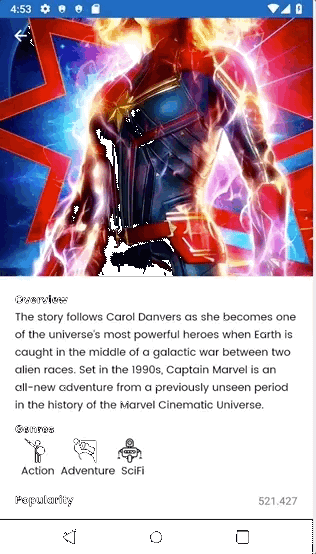 4:53
Overview
The story follows Carol Danvers as she becomes one
of the universe's most powerful heroes when Earth is
caught in the middle of a galactic war between two
alien races. Set in the 1990s, Captain Marvel is an
all-new adventure from a previously unseen period
in the history of the Marvel Cinematic Universe.
Genres
Action Adventure SciFi
Popularity 521.427